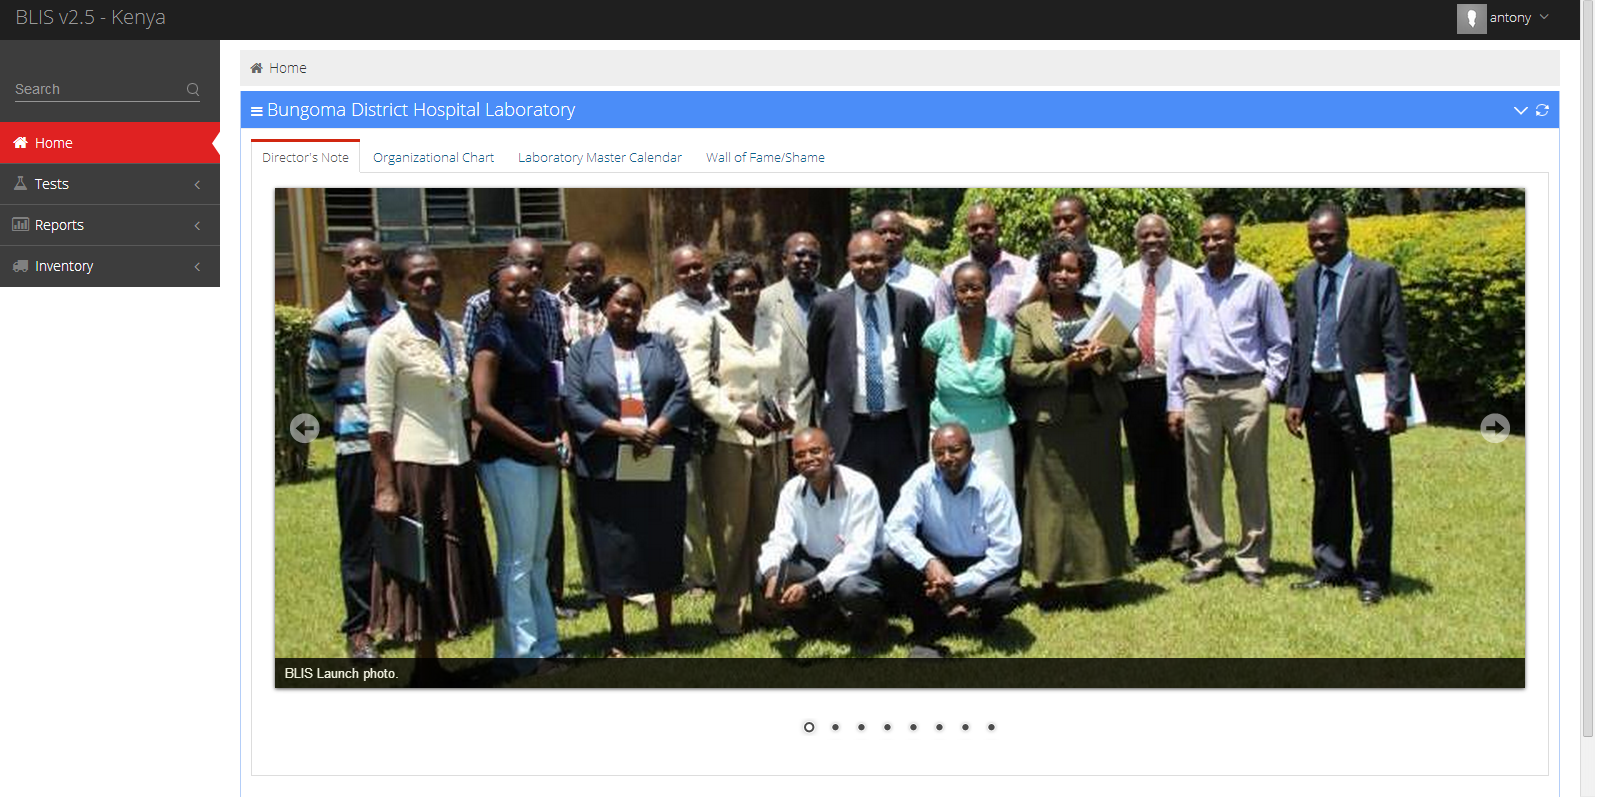 BLIS v2.5 - Kenya
antony
Search
Home
Tests
Reports
Inventory
Home
Bungoma District Hospital Laboratory
Director's Note
Organizational Chart
Laboratory Master Calendar
Wall of Fame/Shame
BLIS Launch photo.